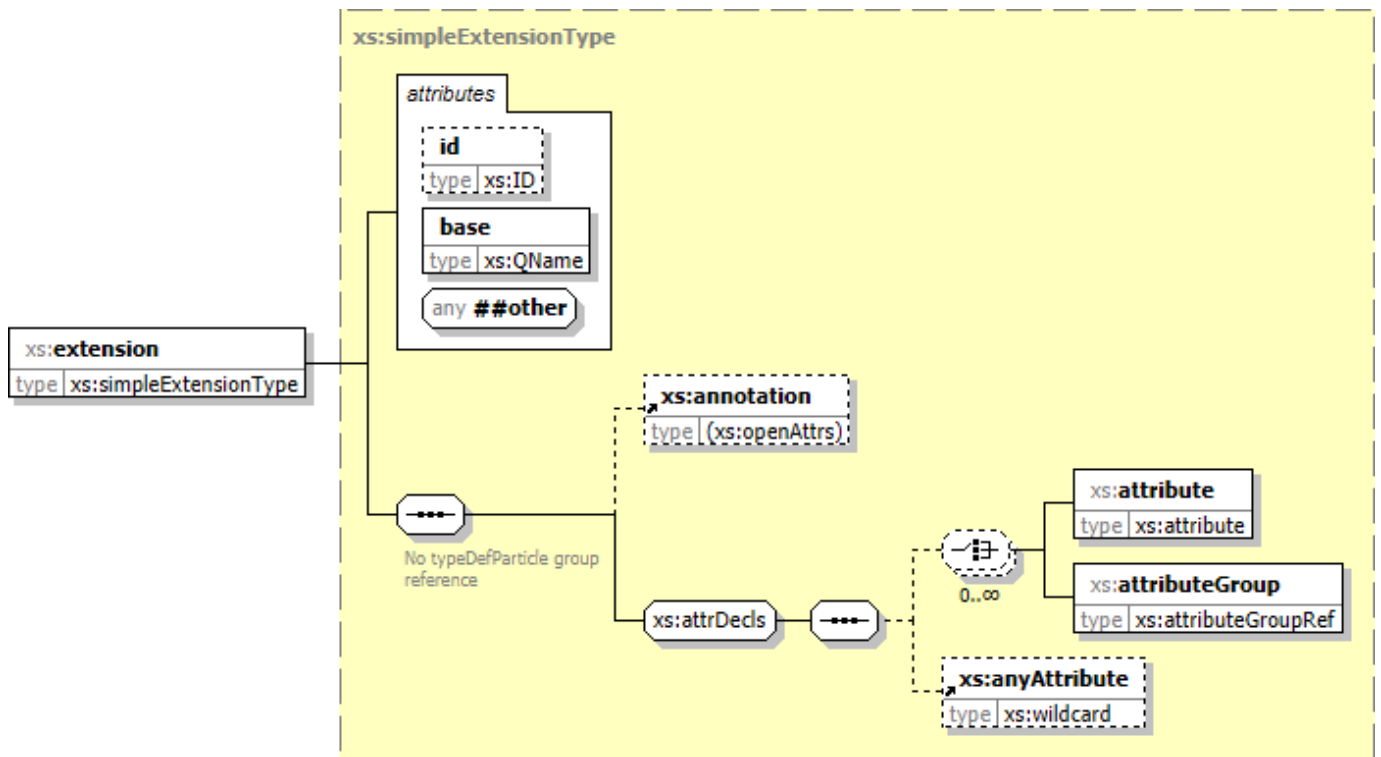 xs:simpleExtensionType
attributes
id
type xs:ID
base
type xs:QName
any ##other
xs:extension
type xs:simpleExtensionType
xs:annotation
type (xs:openAttrs)
No typeDefParticle group
reference
xs:attrDecls
0..∞
xs:attribute
type xs:attribute
xs:attributeGroup
type xs:attributeGroupRef
xs:anyAttribute
type xs:wildcard